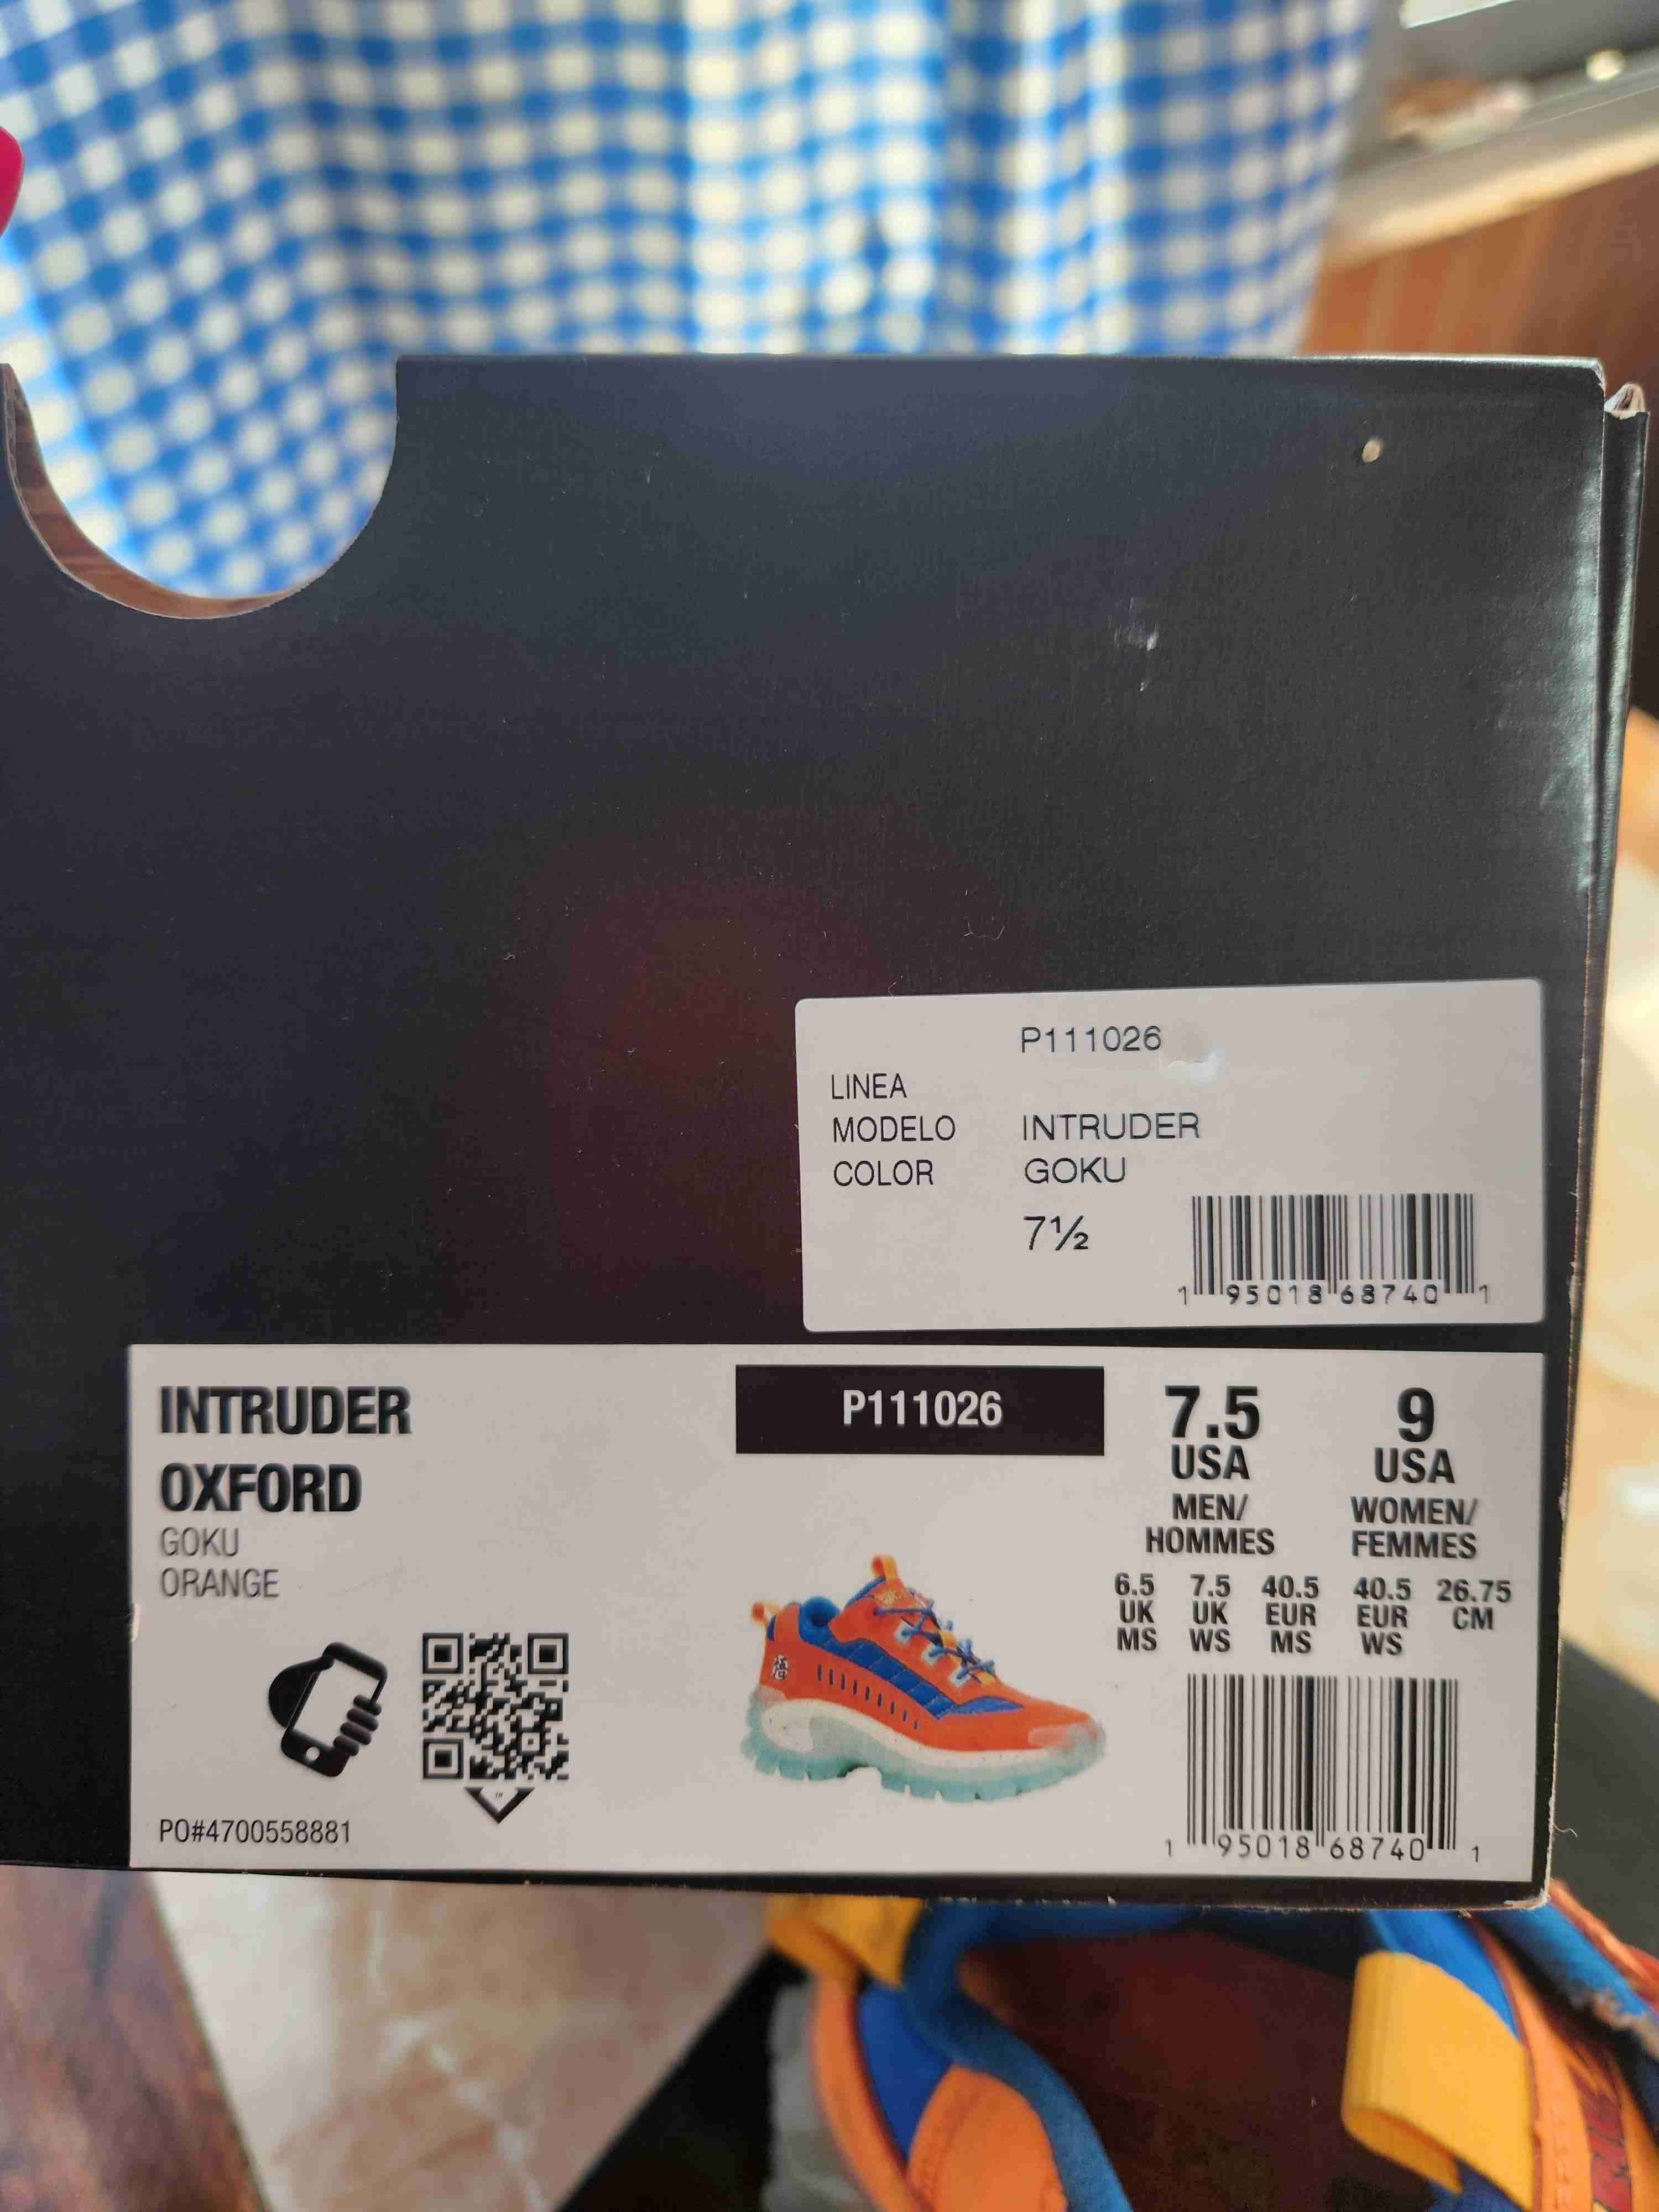 P111026
LINEA
MODELO INTRUDER
COLOR GOKU
7½
1 95018 68740 1
INTRUDER
OXFORD
GOKU
ORANGE
PO#4700558881
P111026
7.5 9
USA USA
MEN/ WOMEN/
HOMMES FEMMES
6.5 7.5 40.5 40.5 26.75
UK UK EUR EUR CM
MS WS MS WS
1 95018 68740 1